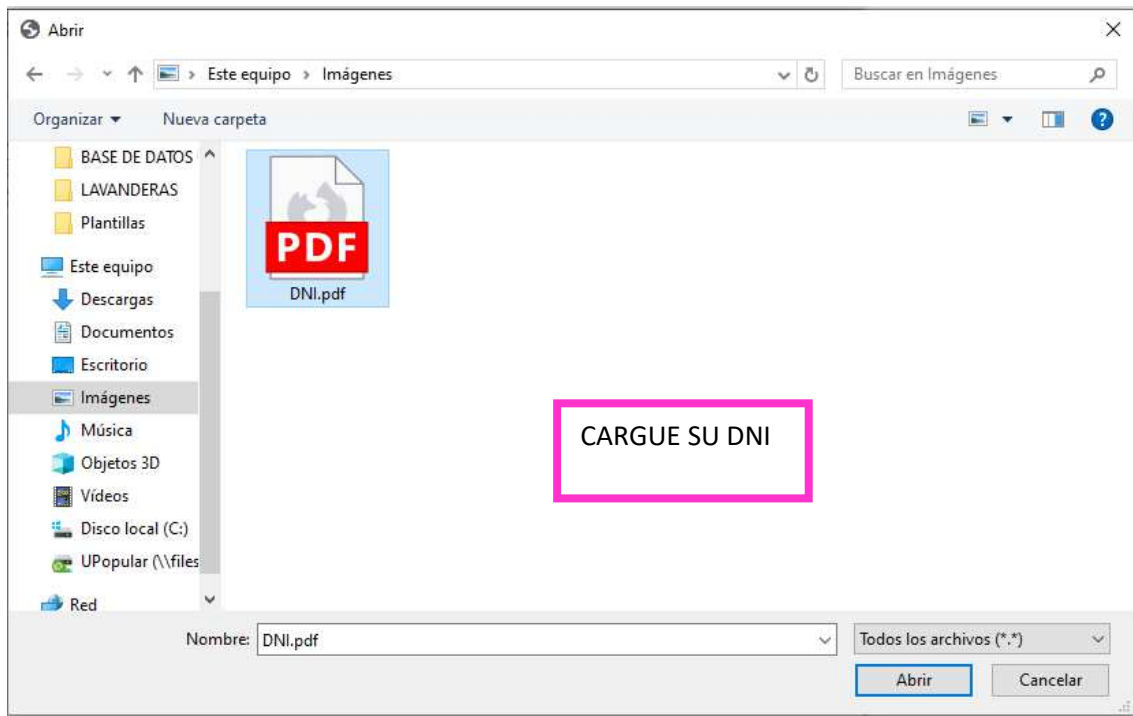 Abrir
Este equipo › Imágenes
Buscar en Imágenes
Organizar
Nueva carpeta
BASE DE DATOS
LAVANDERAS
Plantillas
Este equipo
Descargas
Documentos
Escritorio
Imágenes
Música
Objetos 3D
Vídeos
Disco local (C:)
UPopular (\\files
Red
PDF
DNI.pdf
CARGUE SU DNI
Nombre: DNI.pdf
Todos los archivos (*.*)
Abrir
Cancelar